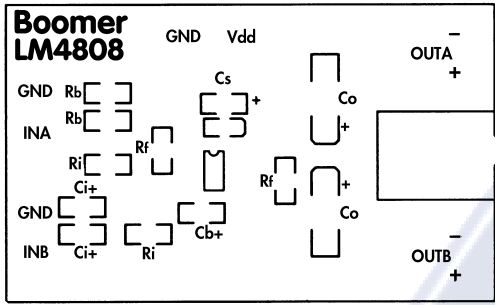 Boomer
LM4808
GND Vdd
OUTA
−
+
Cs
+
GND Rb
Rb
INA
Co
+
Rf
Ri
Ci+
Rf
+
GND
Co
Cb+
INB Ci+ Ri
−
OUTB
+